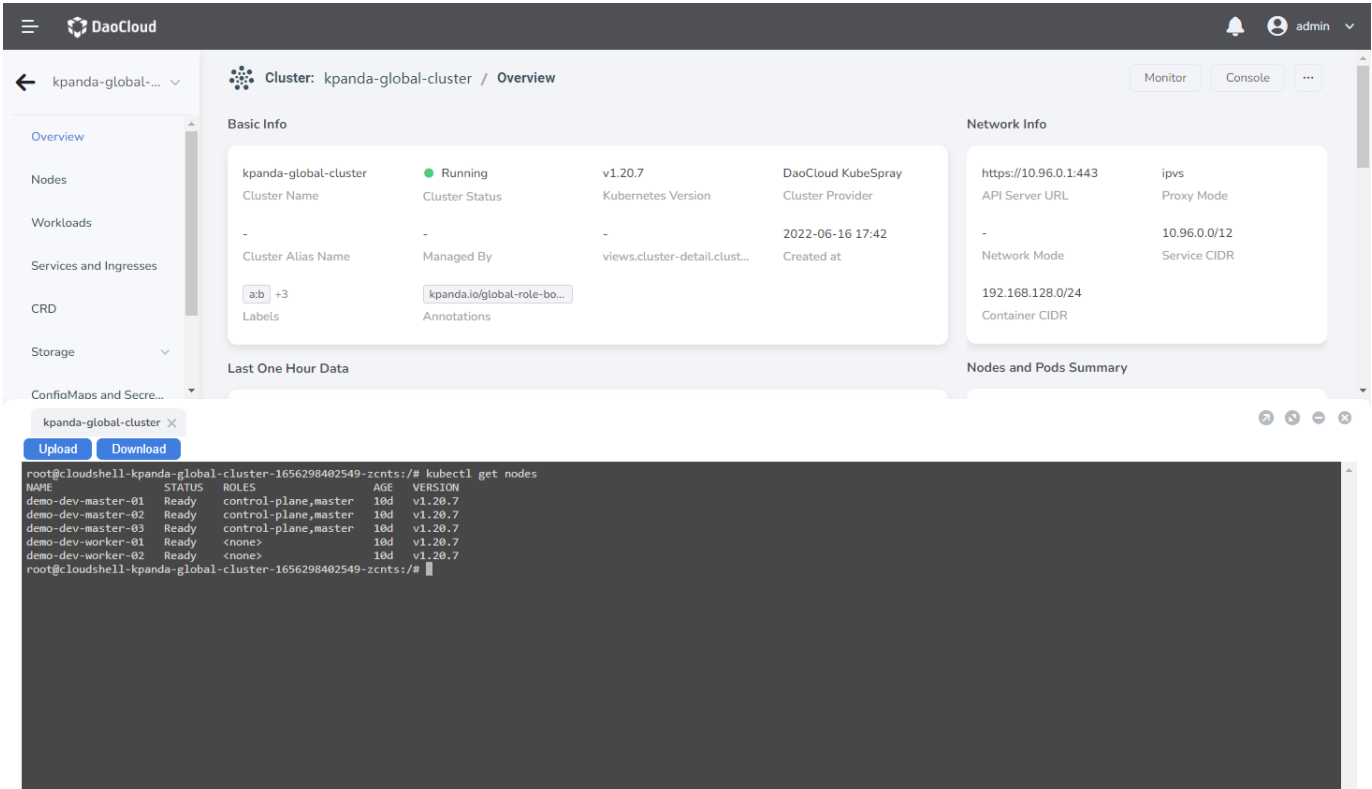 DaoCloud
admin
kpanda-global-...
Cluster: kpanda-global-cluster / Overview
Monitor
Console
...
Overview
Nodes
Workloads
Services and Ingresses
CRD
Storage
ConfigMaps and Secre...
Basic Info
kpanda-global-cluster
Cluster Name
Running
Cluster Status
v1.20.7
Kubernetes Version
DaoCloud KubeSpray
Cluster Provider
-
Cluster Alias Name
-
Managed By
-
views.cluster-detail.clust...
2022-06-16 17:42
Created at
a:b +3
Labels
kpanda.io/global-role-bo...
Annotations
Network Info
https://10.96.0.1:443
API Server URL
ipvs
Proxy Mode
-
Network Mode
10.96.0.0/12
Service CIDR
192.168.128.0/24
Container CIDR
Last One Hour Data
Nodes and Pods Summary
kpanda-global-cluster
Upload
Download
root@cloudshell-kpanda-global-cluster-1656298402549-zcnts:/# kubectl get nodes
NAME STATUS ROLES AGE VERSION
demo-dev-master-01 Ready control-plane,master 10d v1.20.7
demo-dev-master-02 Ready control-plane,master 10d v1.20.7
demo-dev-master-03 Ready control-plane,master 10d v1.20.7
demo-dev-worker-01 Ready <none> 10d v1.20.7
demo-dev-worker-02 Ready <none> 10d v1.20.7
root@cloudshell-kpanda-global-cluster-1656298402549-zcnts:/#